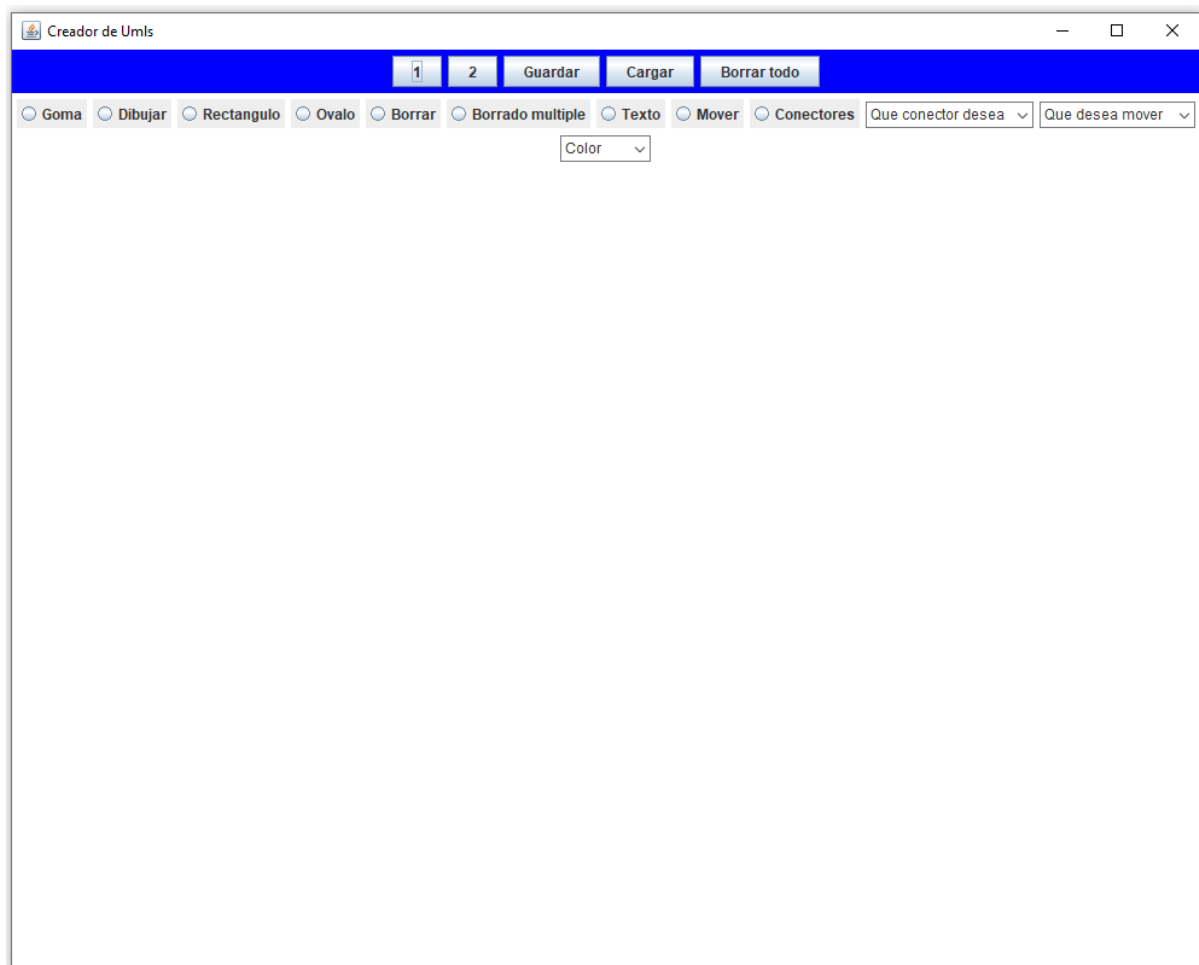 Creador de Umls
1 2 Guardar Cargar Borrar todo
Goma Dibujar Rectangulo Ovalo Borrar Borrado multiple Texto Mover Conectores Que conector desea Que desea mover
Color